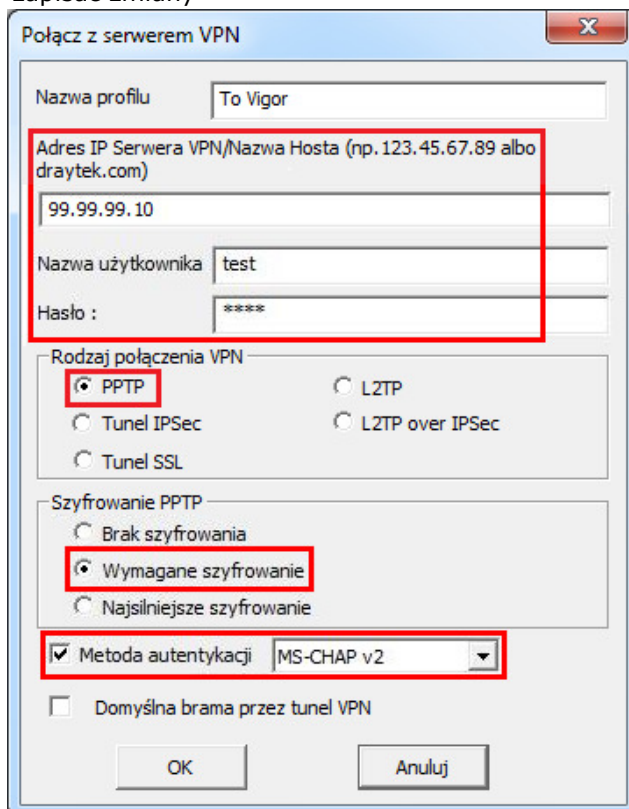 zapisać zmiany
Połącz z serwerem VPN
Nazwa profilu To Vigor
Adres IP Serwera VPN/Nazwa Hosta (np.123.45.67.89 albo
draytek.com)
99.99.99.10
Nazwa użytkownika test
Hasło : ****
Rodzaj połączenia VPN
PPTP L2TP
Tunel IPSec L2TP over IPSec
Tunel SSL
Szyfrowanie PPTP
Brak szyfrowania
Wymagane szyfrowanie
Najsilniejsze szyfrowanie
Metoda autentykacji MS-CHAP v2
Domyślna brama przez tunel VPN
OK Anuluj